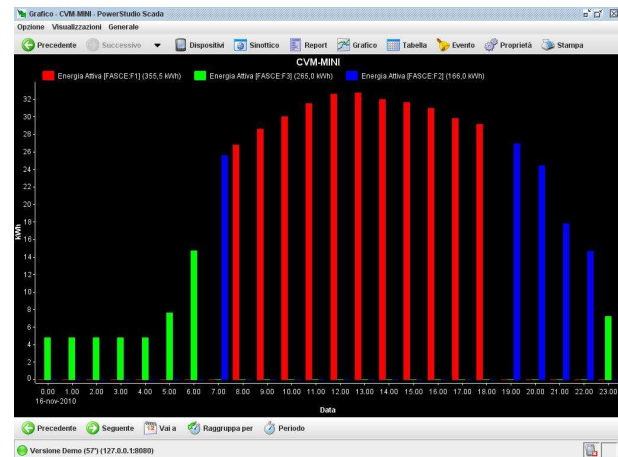 Grafico - CVM-MINI - PowerStudio Scada
Opzione Visualizzazioni Generale
Precedente Successivo Dispositivi Sinottico Report Grafico Tabella Evento Proprietà Stampa
CVM-MINI
Energia Attiva [FASCE:F1] (355,5 kWh) Energia Attiva [FASCE:F3] (265,0 kWh) Energia Attiva [FASCE:F2] (166,0 kWh)
32
30
28
26
24
22
20
18
kWh
16
14
12
10
8
6
4
2
0
0.00 1.00 2.00 3.00 4.00 5.00 6.00 7.00 8.00 9.00 10.00 11.00 12.00 13.00 14.00 15.00 16.00 17.00 18.00 19.00 20.00 21.00 22.00 23.00
16-nov-2010
Data
Precedente Seguente 12 Vai a Raggruppa per Periodo
Versione Demo (57') (127.0.0.1:8080)